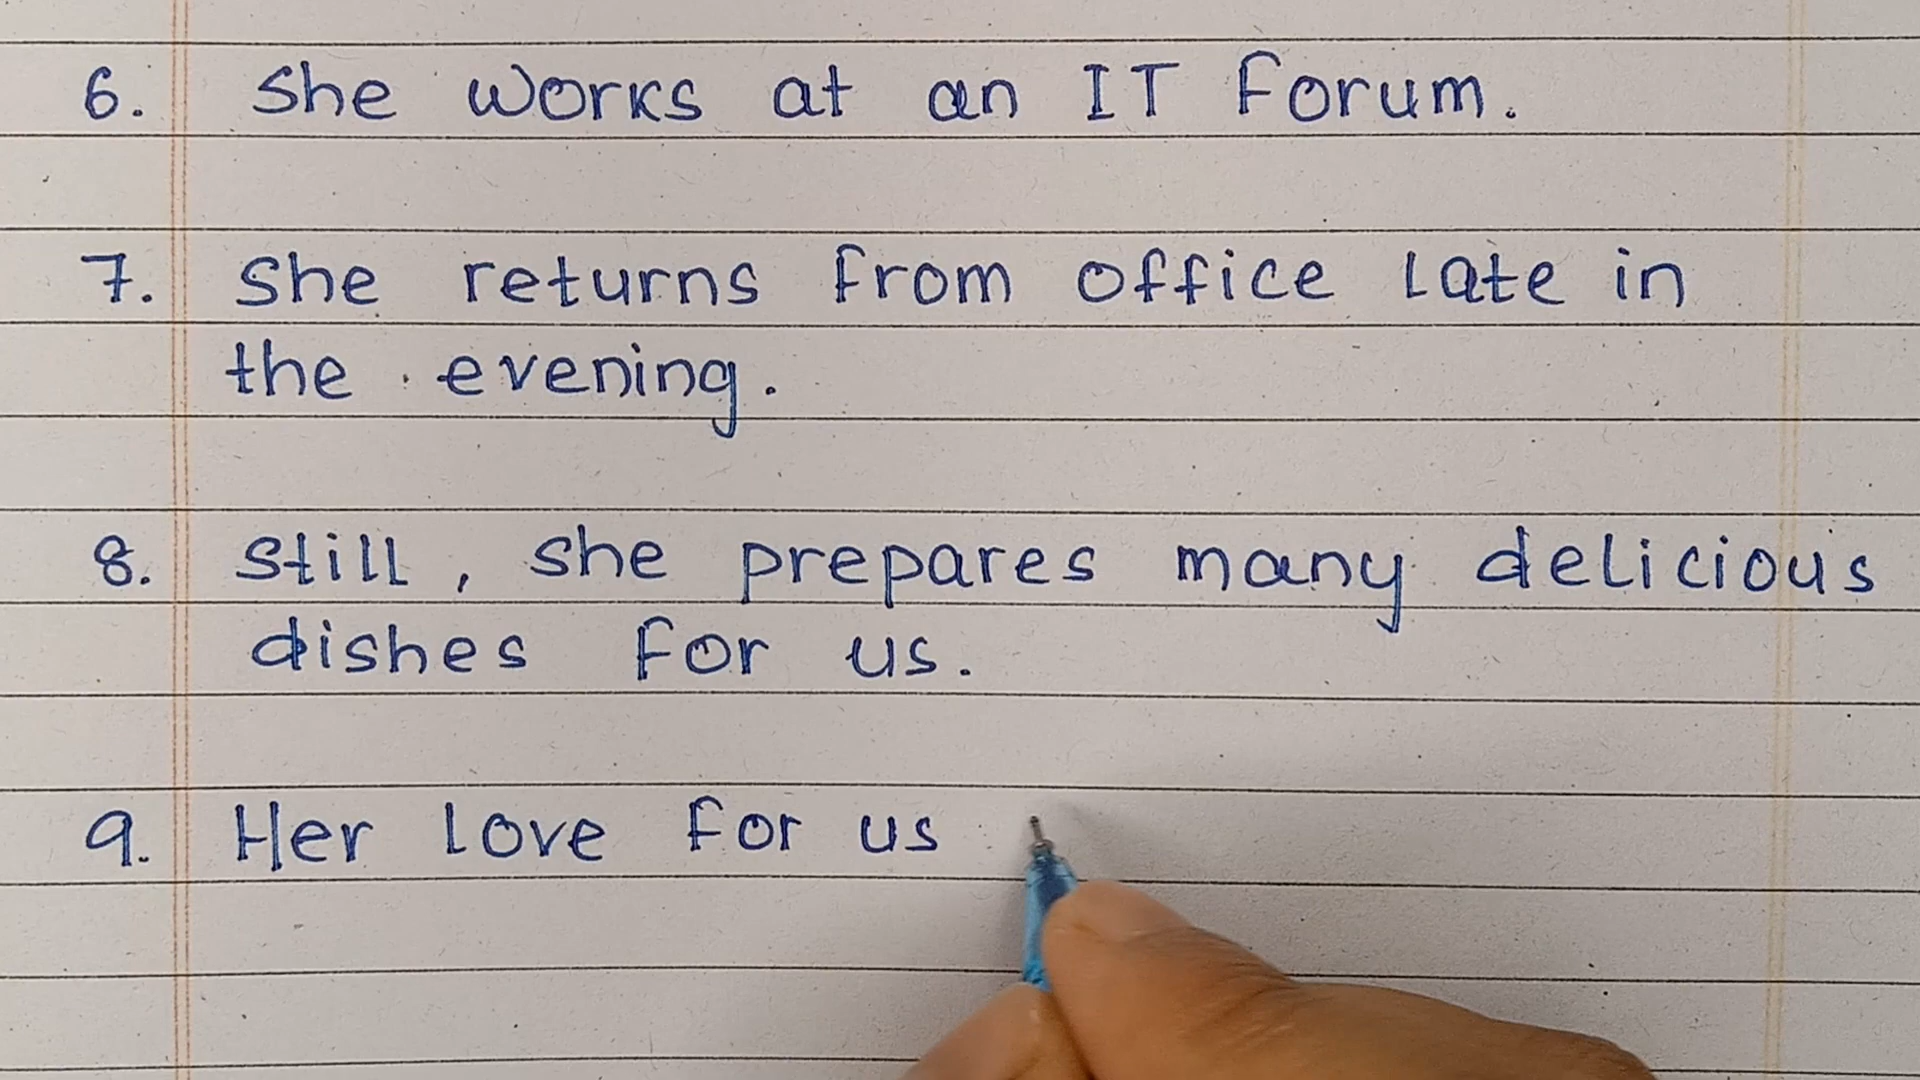 6. She works at an IT Forum.
7. She returns from office late in
the evening.
8. Still, she prepares many delicious
dishes for us.
9. Her love for us